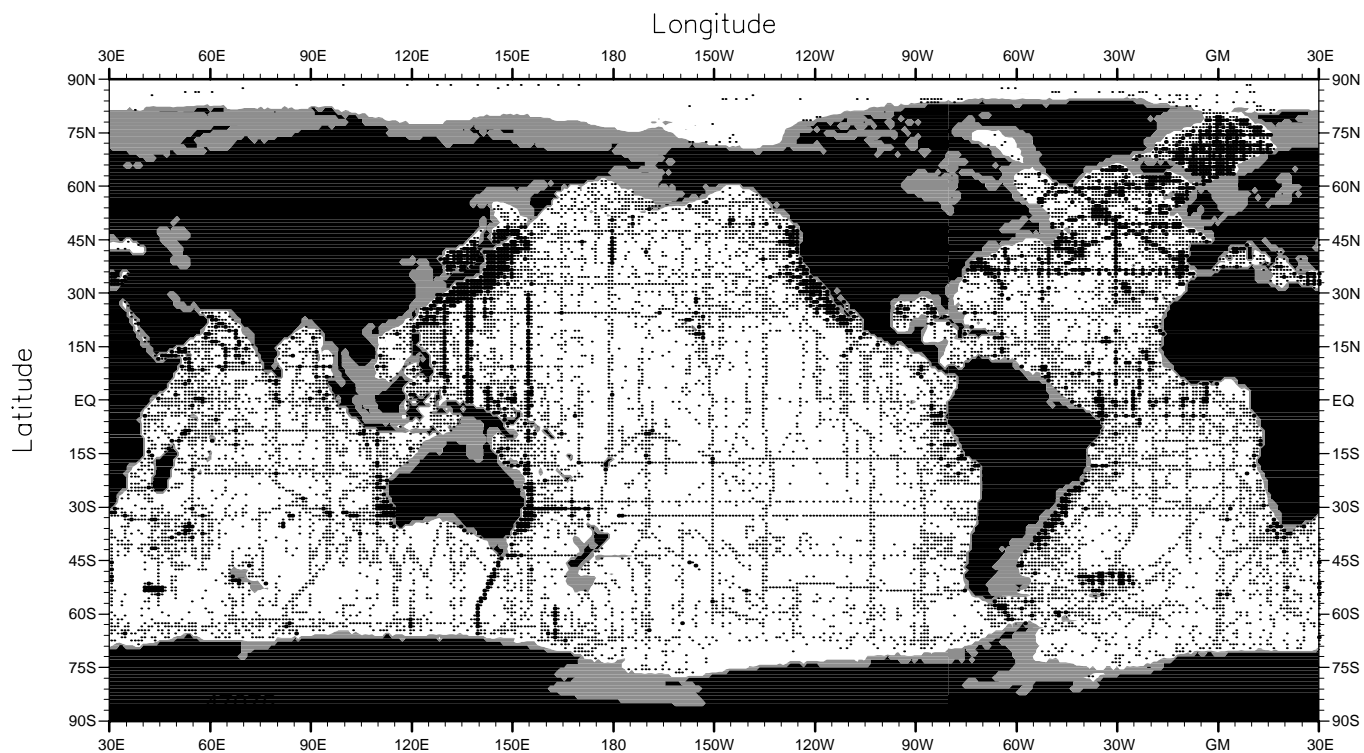 Longitude
30E 60E 90E 120E 150E 180 150W 120W 90W 60W 30W GM 30E
90N 90N
75N 75N
60N 60N
45N 45N
30N 30N
15N 15N
Latitude
EQ EQ
15S 15S
30S 30S
45S 45S
60S 60S
75S 75S
90S 90S
30E 60E 90E 120E 150E 180 150W 120W 90W 60W 30W GM 30E